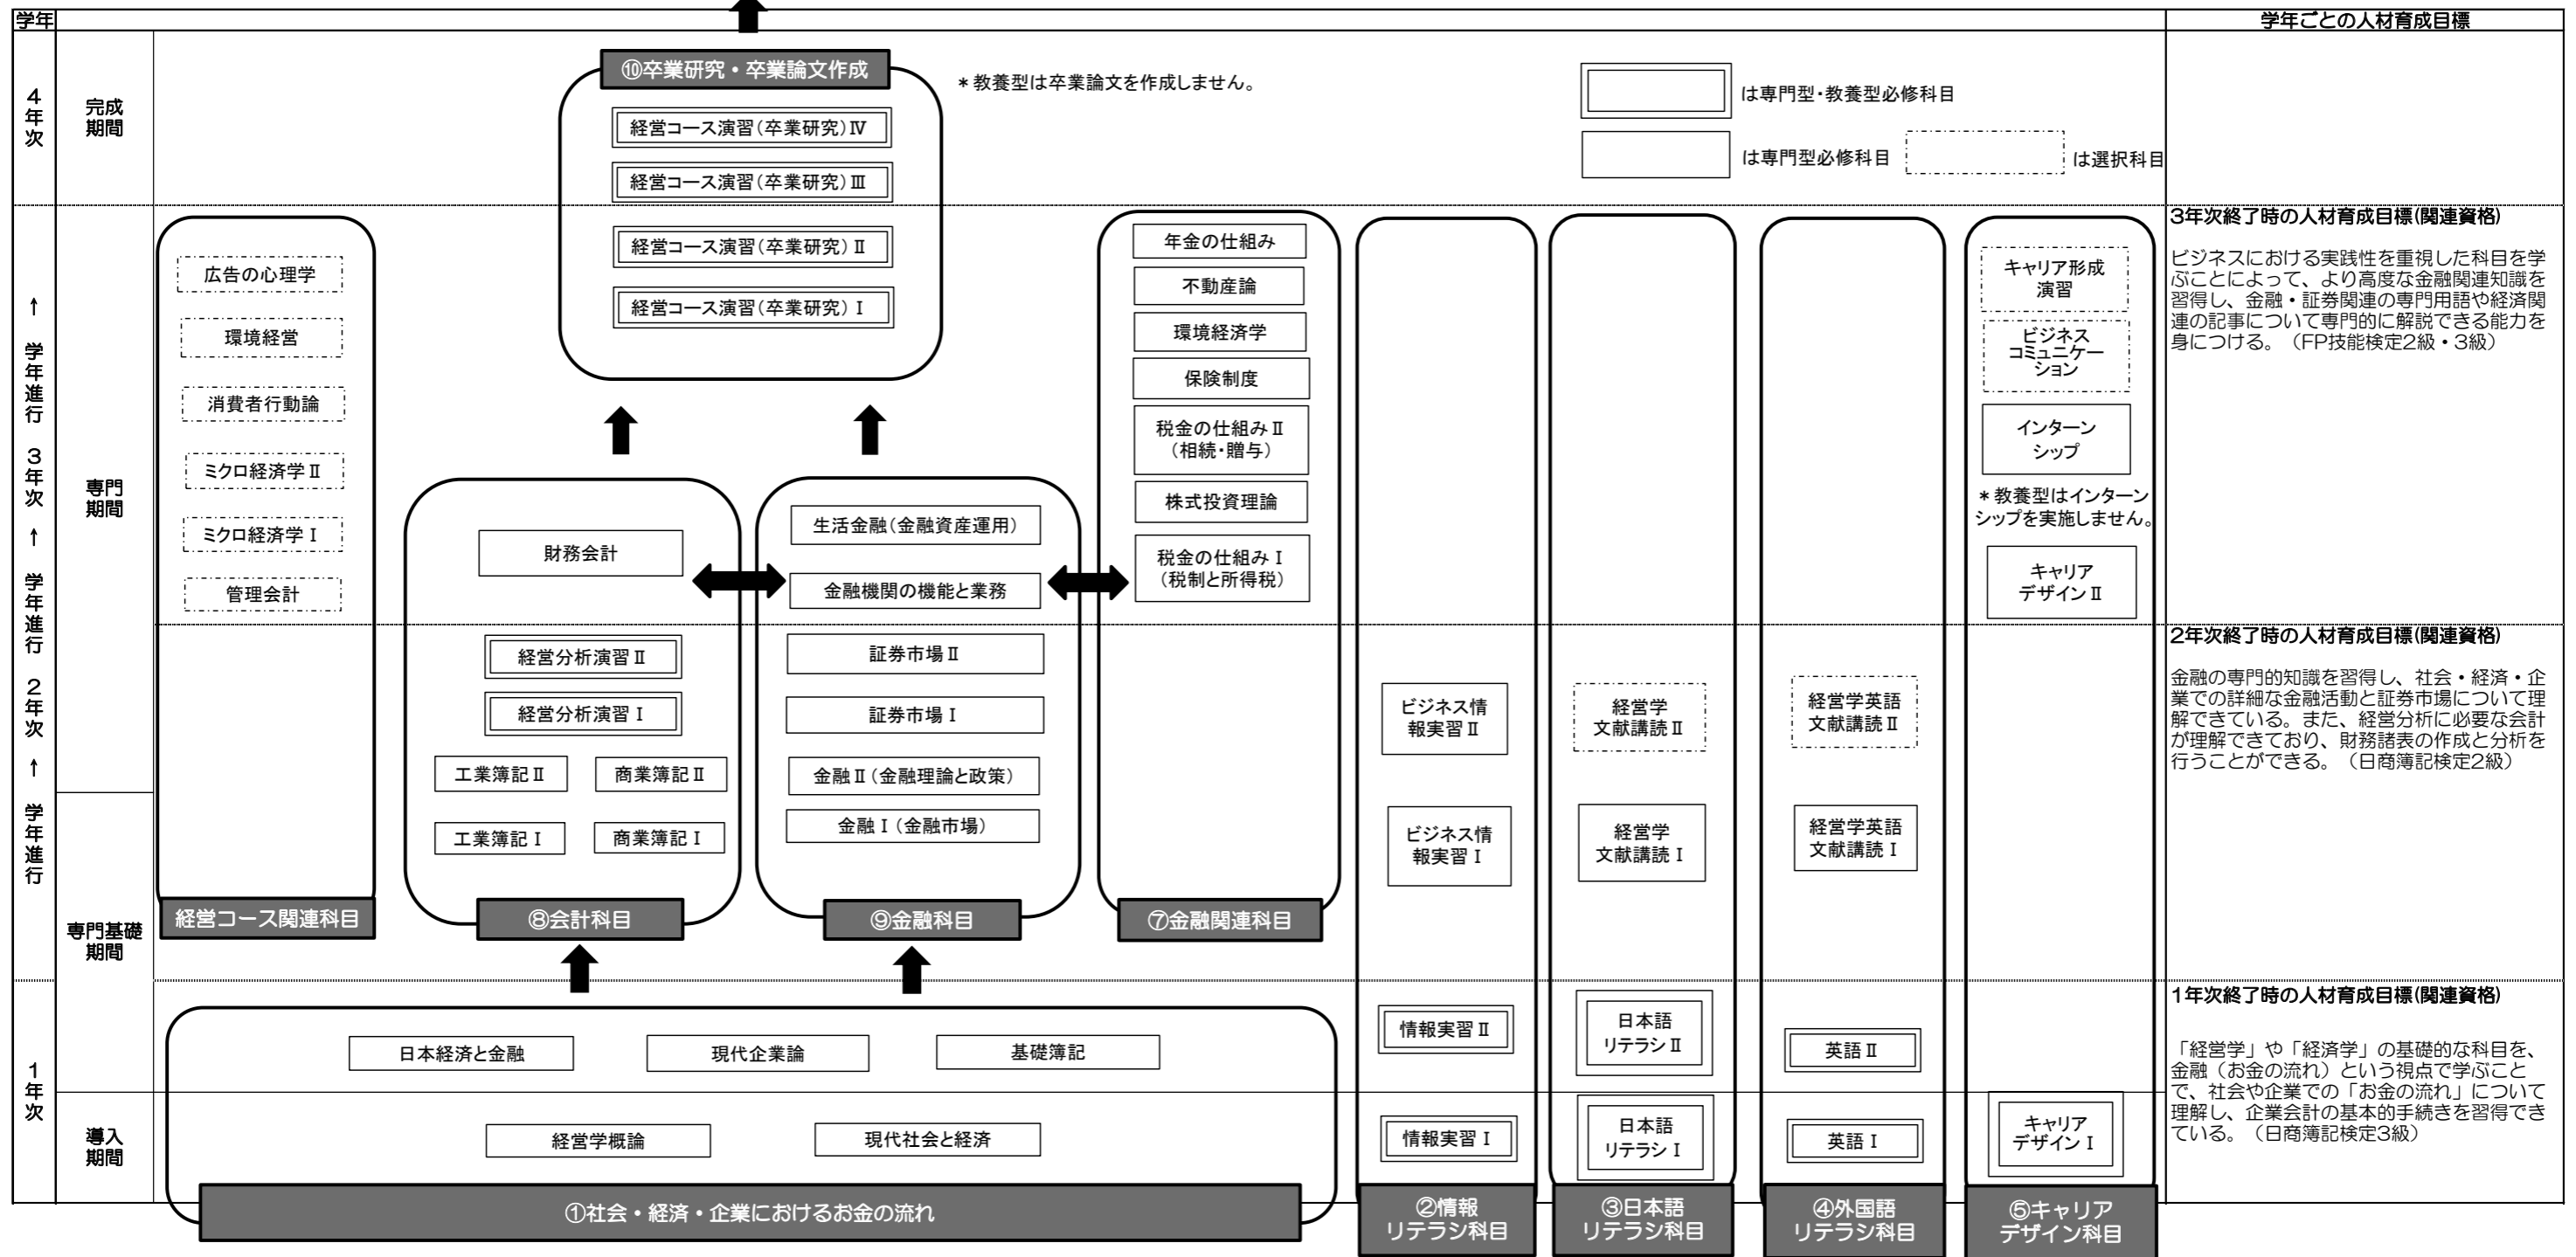 学年
学年ごとの人材育成目標
4年次
完成
期間
⑩卒業研究・卒業論文作成
＊教養型は卒業論文を作成しません。
経営コース演習(卒業研究)Ⅳ
経営コース演習(卒業研究)Ⅲ
経営コース演習(卒業研究)Ⅱ
経営コース演習(卒業研究)Ⅰ
は専門型・教養型必修科目
は専門型必修科目
は選択科目
↑ 学年進行 3年次 ↑ 学年進行 2年次 ↑ 学年進行
専門
期間
専門基礎
期間
広告の心理学
環境経営
消費者行動論
ミクロ経済学Ⅱ
ミクロ経済学Ⅰ
管理会計
経営コース関連科目
財務会計
経営分析演習Ⅱ
経営分析演習Ⅰ
工業簿記Ⅱ
商業簿記Ⅱ
工業簿記Ⅰ
商業簿記Ⅰ
⑧会計科目
生活金融(金融資産運用)
金融機関の機能と業務
証券市場Ⅱ
証券市場Ⅰ
金融Ⅱ(金融理論と政策)
金融Ⅰ(金融市場)
⑨金融科目
年金の仕組み
不動産論
環境経済学
保険制度
税金の仕組みⅡ
(相続・贈与)
株式投資理論
税金の仕組みⅠ
(税制と所得税)
⑦金融関連科目
ビジネス情
報実習Ⅱ
ビジネス情
報実習Ⅰ
経営学
文献講読Ⅱ
経営学
文献講読Ⅰ
経営学英語
文献講読Ⅱ
経営学英語
文献講読Ⅰ
キャリア形成
演習
ビジネス
コミュニケー
ション
インターン
シップ
＊教養型はインターン
シップを実施しません。
キャリア
デザインⅡ
3年次終了時の人材育成目標(関連資格)
ビジネスにおける実践性を重視した科目を学
ぶことによって、より高度な金融関連知識を
習得し、金融・証券関連の専門用語や経済関
連の記事について専門的に解説できる能力を
身につける。（FP技能検定2級・3級）
2年次終了時の人材育成目標(関連資格)
金融の専門的知識を習得し、社会・経済・企
業での詳細な金融活動と証券市場について理
解できている。また、経営分析に必要な会計
が理解できており、財務諸表の作成と分析を
行うことができる。（日商簿記検定2級）
1年次
導入
期間
日本経済と金融
現代企業論
基礎簿記
経営学概論
現代社会と経済
①社会・経済・企業におけるお金の流れ
情報実習Ⅱ
情報実習Ⅰ
②情報
リテラシ科目
日本語
リテラシⅡ
日本語
リテラシⅠ
③日本語
リテラシ科目
英語Ⅱ
英語Ⅰ
④外国語
リテラシ科目
キャリア
デザインⅠ
⑤キャリア
デザイン科目
1年次終了時の人材育成目標(関連資格)
「経営学」や「経済学」の基礎的な科目を、
金融（お金の流れ）という視点で学ぶこと
で、社会や企業での「お金の流れ」について
理解し、企業会計の基本的手続きを習得でき
ている。（日商簿記検定3級）